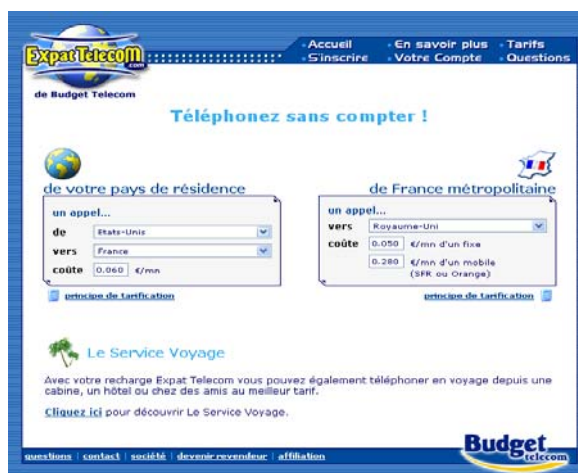 Expat Telecom
.com
de Budget Telecom
Accueil En savoir plus Tarifs
S'inscrire Votre Compte Questions
Téléphonez sans compter !
de votre pays de résidence
un appel...
de Etats-Unis
vers France
coûte 0.060 €/mn
principe de tarification
de France métropolitaine
un appel...
vers Royaume-Uni
coûte 0.050 €/mn d'un fixe
0.280 €/mn d'un mobile
(SFR ou Orange)
principe de tarification
Le Service Voyage
Avec votre recharge Expat Telecom vous pouvez également téléphoner en voyage depuis une
cabine, un hôtel ou chez des amis au meilleur tarif.
Cliquez ici pour découvrir Le Service Voyage.
questions | contact | société | devenir revendeur | affiliation
Budget
telecom